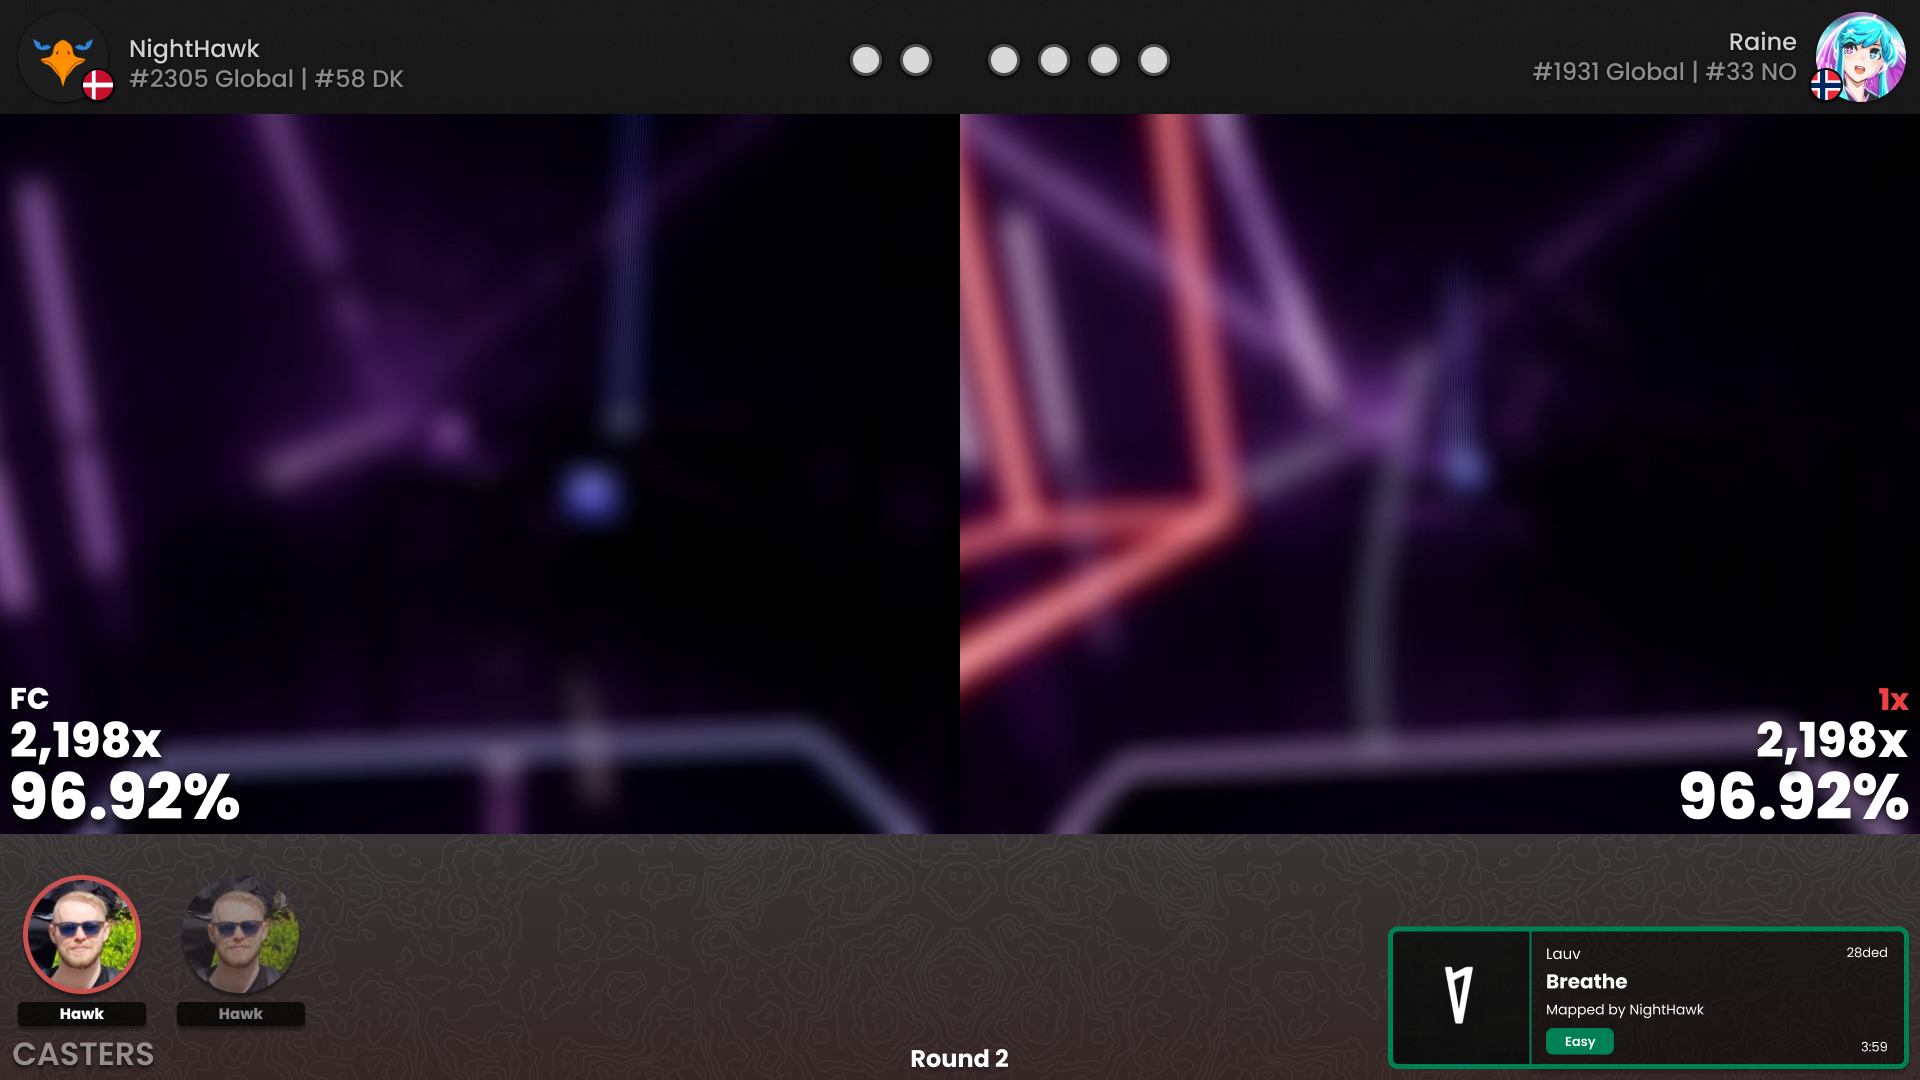 NightHawk
#2305 Global | #58 DK
Raine
#1931 Global | #33 NO
FC
2,198x
96.92%
1x
2,198x
96.92%
Hawk
Hawk
CASTERS
Round 2
Lauv
28ded
Breathe
Mapped by NightHawk
Easy
3:59